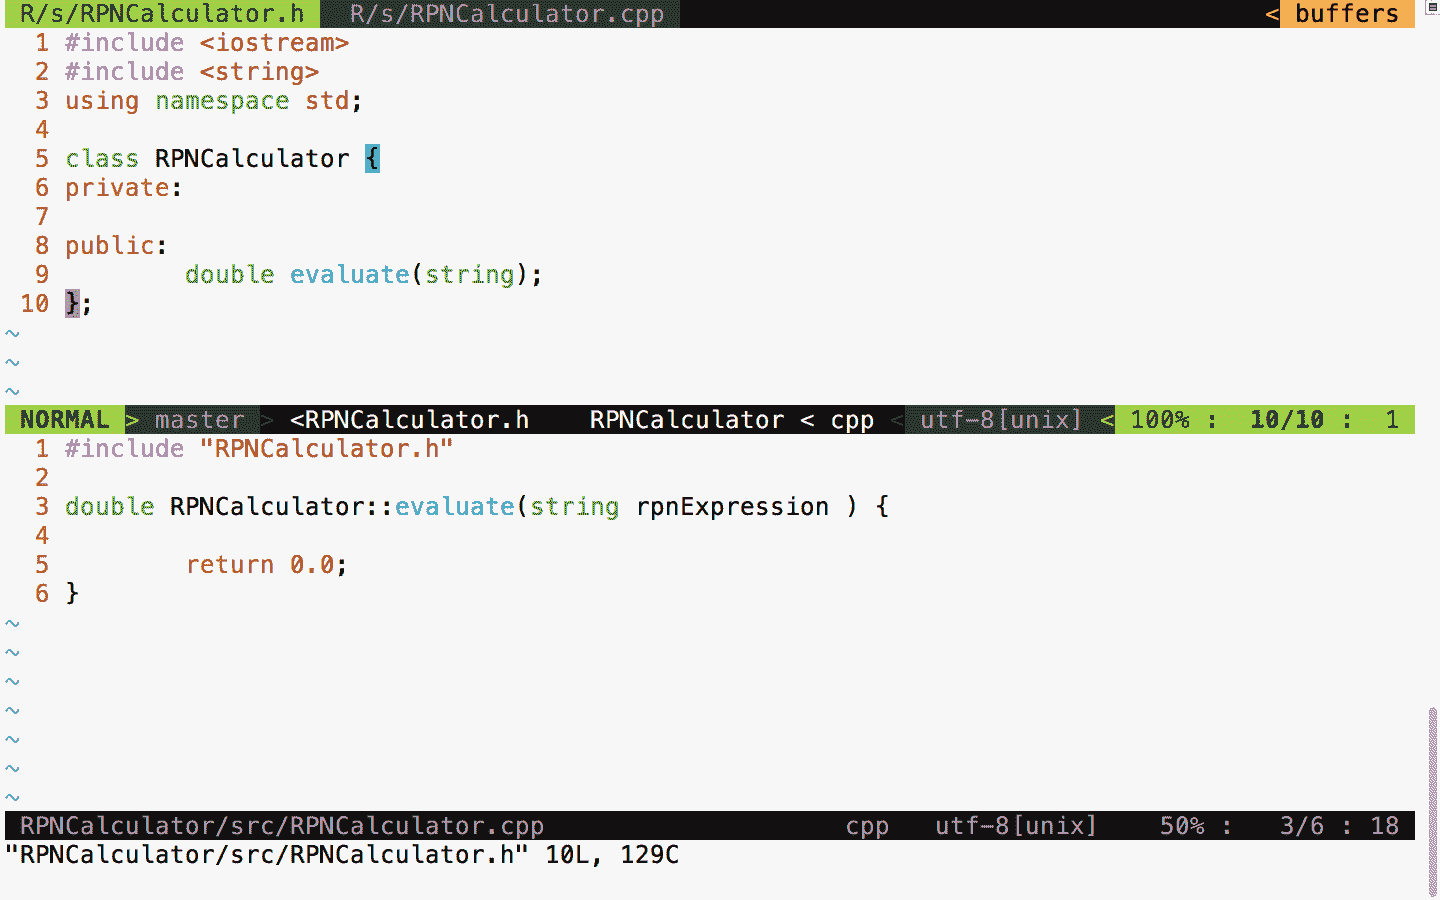 R/s/RPNCalculator.h R/s/RPNCalculator.cpp < buffers
1 #include <iostream>
2 #include <string>
3 using namespace std;
4
5 class RPNCalculator {
6 private:
7
8 public:
9 double evaluate(string);
10 };
~
~
~
NORMAL > master > <RPNCalculator.h RPNCalculator < cpp < utf-8[unix] < 100% : 10/10 : 1
1 #include "RPNCalculator.h"
2
3 double RPNCalculator::evaluate(string rpnExpression ) {
4
5 return 0.0;
6 }
~
~
~
~
~
~
~
RPNCalculator/src/RPNCalculator.cpp cpp utf-8[unix] 50% : 3/6 : 18
"RPNCalculator/src/RPNCalculator.h" 10L, 129C